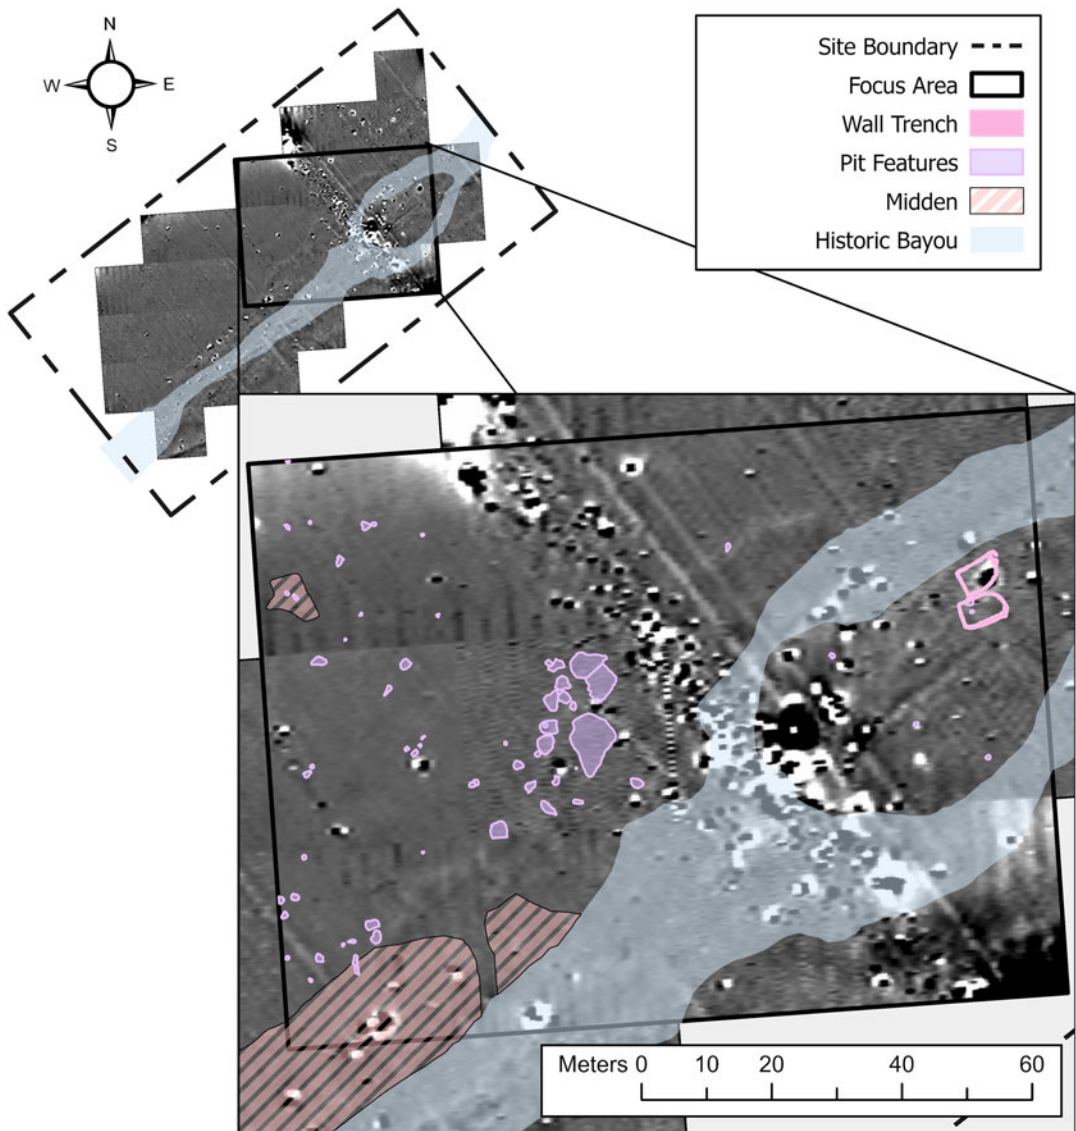 N
W E
S
Site Boundary
Focus Area
Wall Trench
Pit Features
Midden
Historic Bayou
Meters 0 10 20 40 60